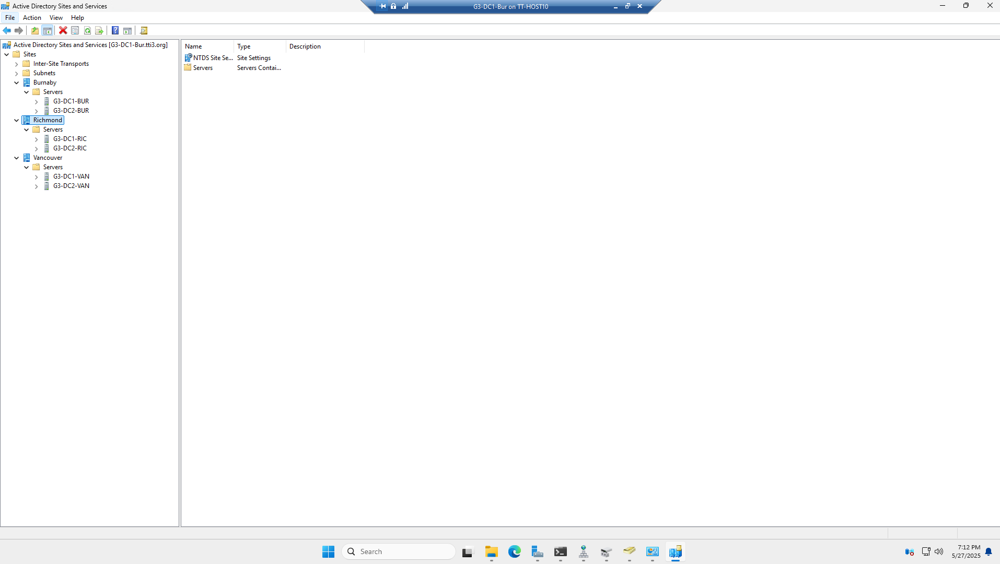 Active Directory Sites and Services
G3-DC1-Bur on TT-HOST10
File Action View Help
Active Directory Sites and Services [G3-DC1-Bur.tti3.org]
Sites
Inter-Site Transports
Subnets
Burnaby
Servers
G3-DC1-BUR
G3-DC2-BUR
Richmond
Servers
G3-DC1-RIC
G3-DC2-RIC
Vancouver
Servers
G3-DC1-VAN
G3-DC2-VAN
Name Type Description
NTDS Site Se... Site Settings
Servers Servers Contai...
Search
7:12 PM
5/27/2025